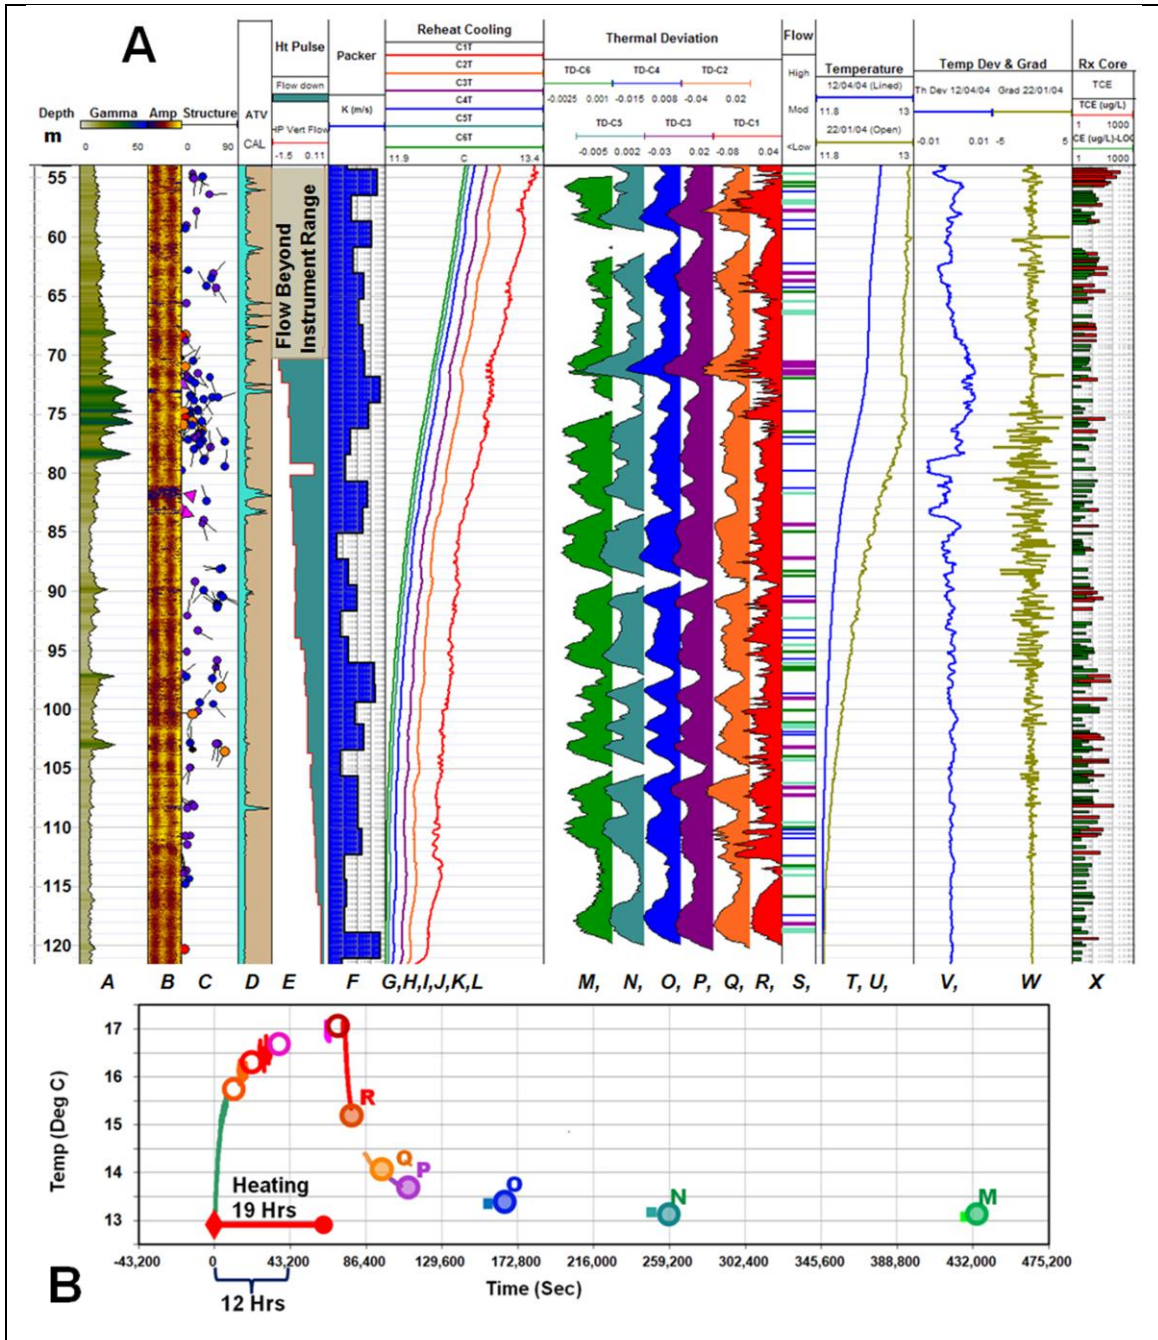 A
Depth
m
Gamma
0 50
Amp
Structure
0 90
ATV
CAL
Ht Pulse
Flow down
HP Vert Flow
-1.5 0.11
Packer
K (m/s)
Reheat Cooling
C1T
C2T
C3T
C4T
C5T
C6T
11.9 C 13.4
Thermal Deviation
TD-C6 TD-C4 TD-C2
-0.0025 0.001 -0.015 0.008 -0.04 0.02
TD-C5 TD-C3 TD-C1
-0.005 0.002 -0.03 0.02 -0.08 0.04
Flow
High
Mod
<Low
Temperature
12/04/04 (Lined)
11.8 13
22/01/04 (Open)
11.8 13
Temp Dev & Grad
Th Dev 12/04/04 Grad 22/01/04
-0.01 0.01 -5 5
Rx Core
TCE
TCE (ug/L)
1 1000
CE (ug/L)-LOC
1 1000
55
60
65
70
75
80
85
90
95
100
105
110
115
120
Flow Beyond
Instrument Range
A B C D E F G,H,I,J,K,L M, N, O, P, Q, R, S, T, U, V, W X
17
16
15
14
13
Temp (Deg C)
R
Q
P
O
N
M
Heating
19 Hrs
-43,200 0 43,200 86,400 129,600 172,800 216,000 259,200 302,400 345,600 388,800 432,000 475,200
12 Hrs
Time (Sec)
B